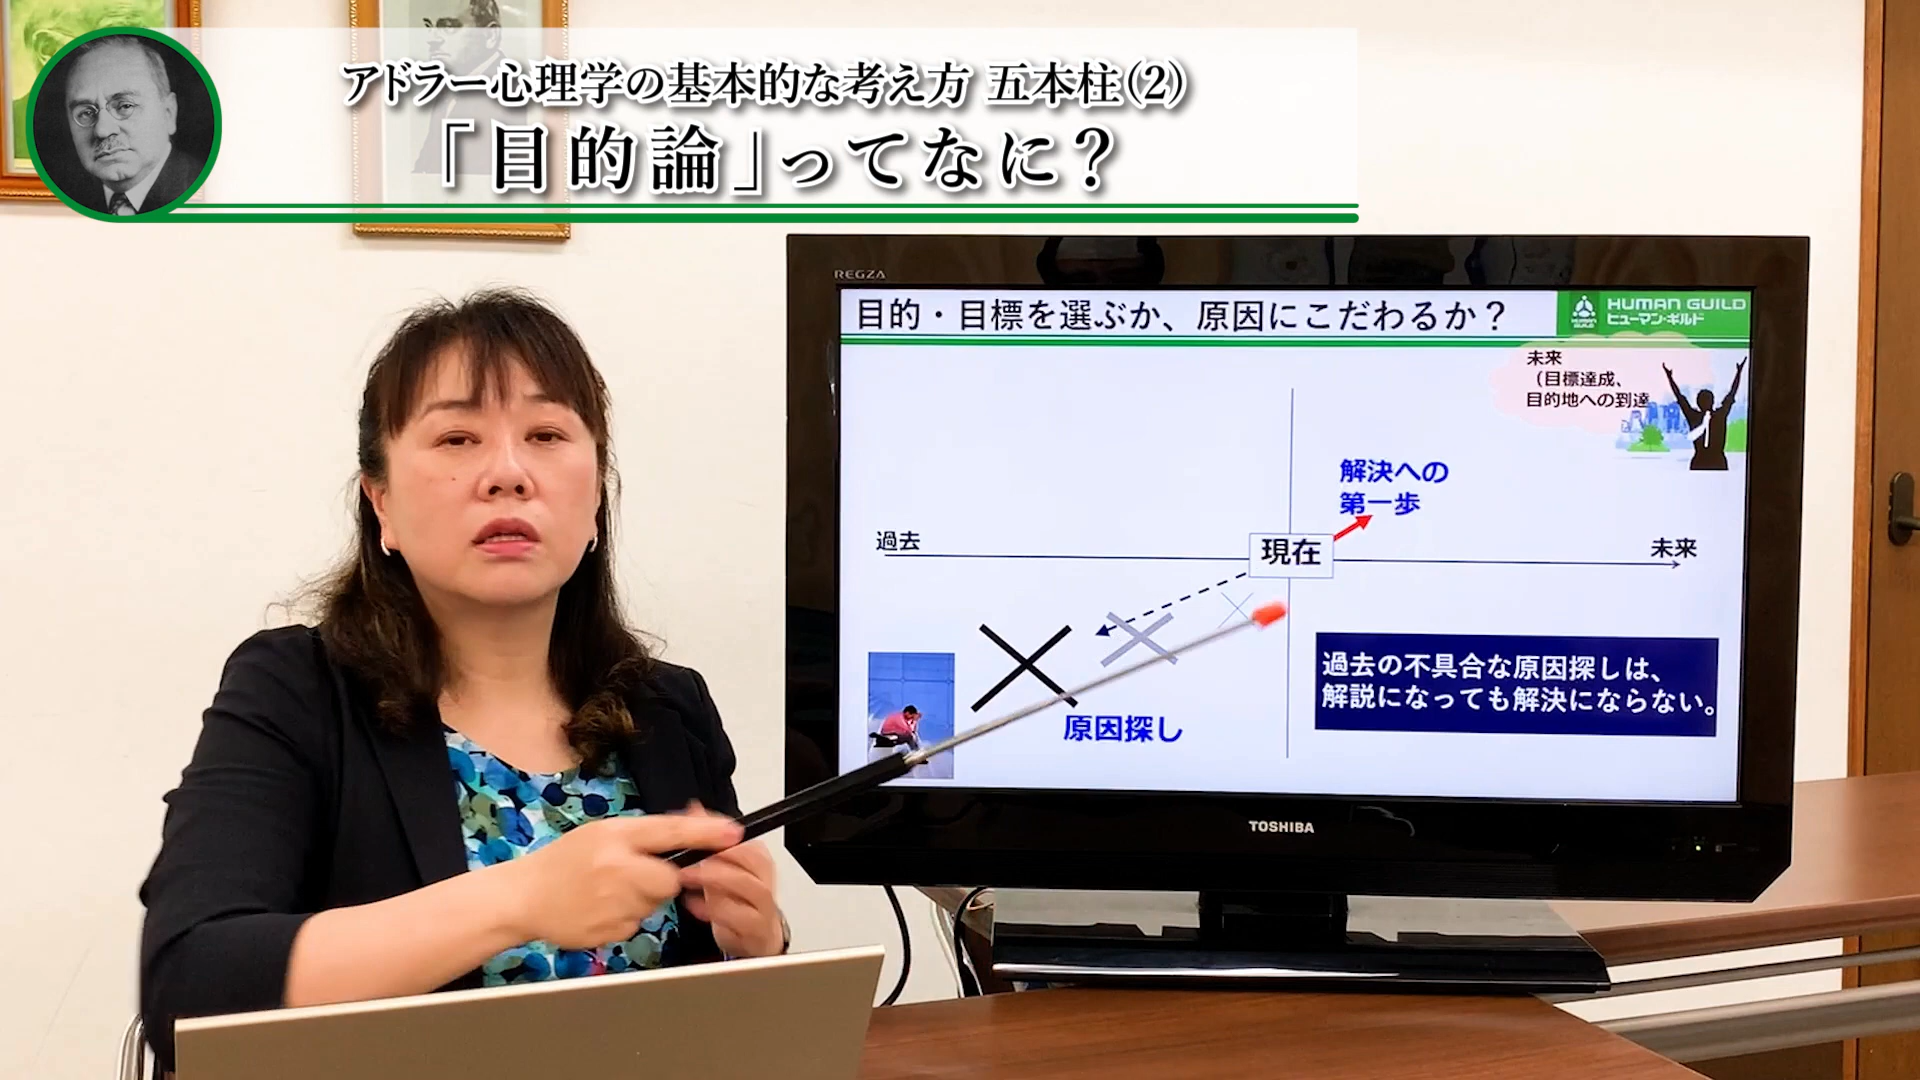 アドラー心理学の基本的な考え方 五本柱(2)
「目的論」ってなに？
REGZA
目的・目標を選ぶか、原因にこだわるか？
HUMAN GUILD
HUMAN GUILD
ヒューマン・ギルド
未来
（目標達成、
目的地への到達
解決への
第一歩
過去
現在
未来
過去の不具合な原因探しは、
解説になっても解決にならない。
原因探し
TOSHIBA